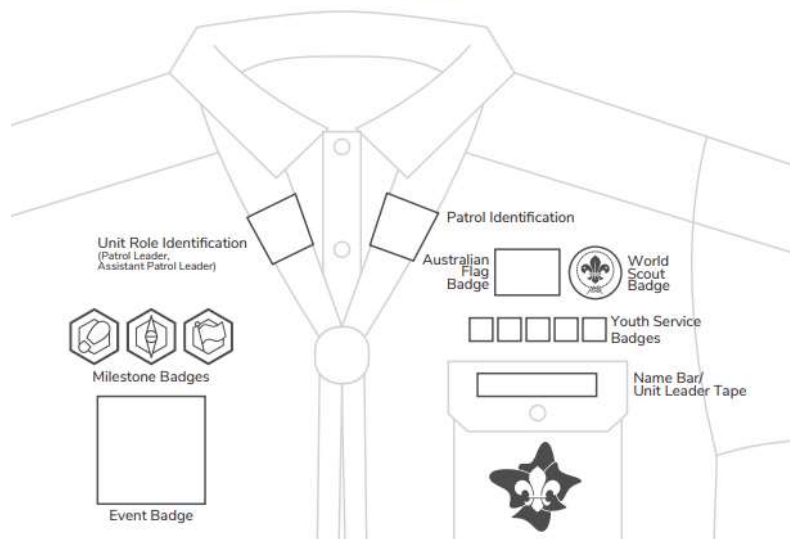 Patrol Identification
Unit Role Identification
(Patrol Leader,
Assistant Patrol Leader)
Australian
Flag
Badge
World
Scout
Badge
Youth Service
Badges
Milestone Badges
Name Bar/
Unit Leader Tape
Event Badge